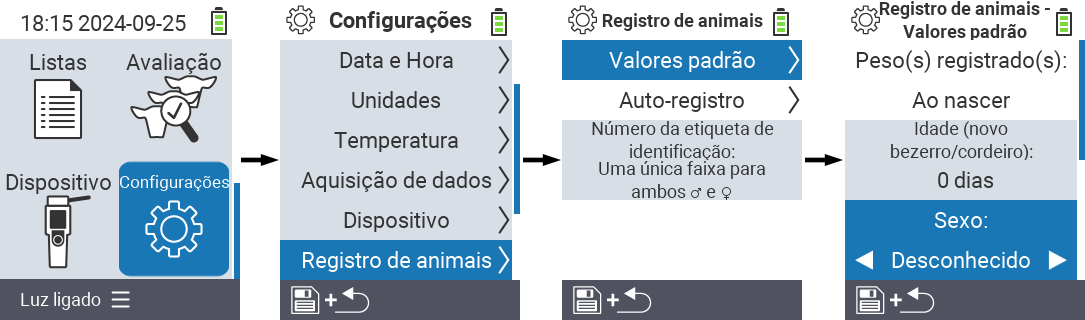 18:15 2024-09-25
Listas
Avaliação
Dispositivo
Configurações
Luz ligado
Configurações
Data e Hora
Unidades
Temperatura
Aquisição de dados
Dispositivo
Registro de animais
+
Registro de animais
Valores padrão
Auto-registro
Número da etiqueta de
identificação:
Uma única faixa para
ambos ♂ e ♀
+
Registro de animais -
Valores padrão
Peso(s) registrado(s):
Ao nascer
Idade (novo
bezerro/cordeiro):
0 dias
Sexo:
Desconhecido
+